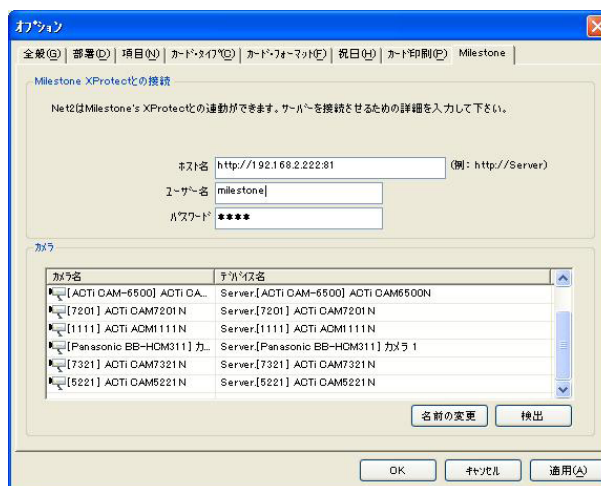 オプション
全般(G) 部署(D) 項目(N) カード・タイプ(C) カード・フォーマット(F) 祝日(H) カード印刷(P) Milestone
Milestone XProtectとの接続
Net2はMilestone's XProtectとの連動ができます。サーバーを接続させるための詳細を入力して下さい。
ホスト名 http://192.168.2.222:81 (例: http://Server)
ユーザー名 milestone
パスワード ****
カメラ
カメラ名 デバイス名
[ACTi CAM-6500] ACTi CA... Server.[ACTi CAM-6500] ACTi CAM6500N
[7201] ACTi CAM7201N Server.[7201] ACTi CAM7201N
[1111] ACTi ACM1111N Server.[1111] ACTi ACM1111N
[Panasonic BB-HCM311] カ... Server.[Panasonic BB-HCM311] カメラ 1
[7321] ACTi CAM7321N Server.[7321] ACTi CAM7321N
[5221] ACTi CAM5221N Server.[5221] ACTi CAM5221N
名前の変更 検出
OK キャンセル 適用(A)